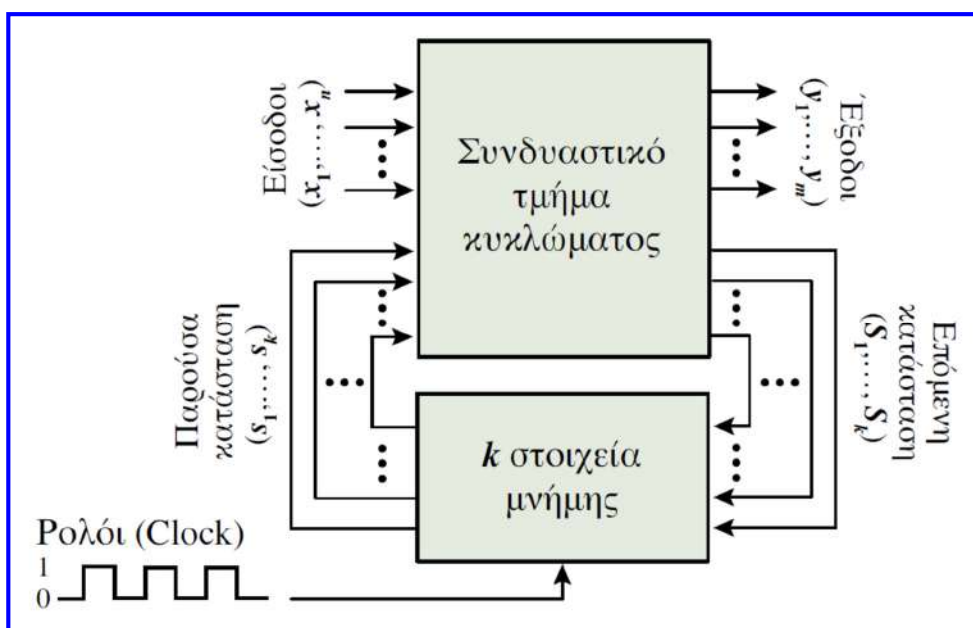 Είσοδοι
(x1,..., xn)
Συνδυαστικό
τμήμα
κυκλώματος
Έξοδοι
(y1,..., ym)
Παρούσα
κατάσταση
(s1,..., sk)
k στοιχεία
μνήμης
Επόμενη
κατάσταση
(S1,..., Sk)
Ρολόι (Clock)
1
0